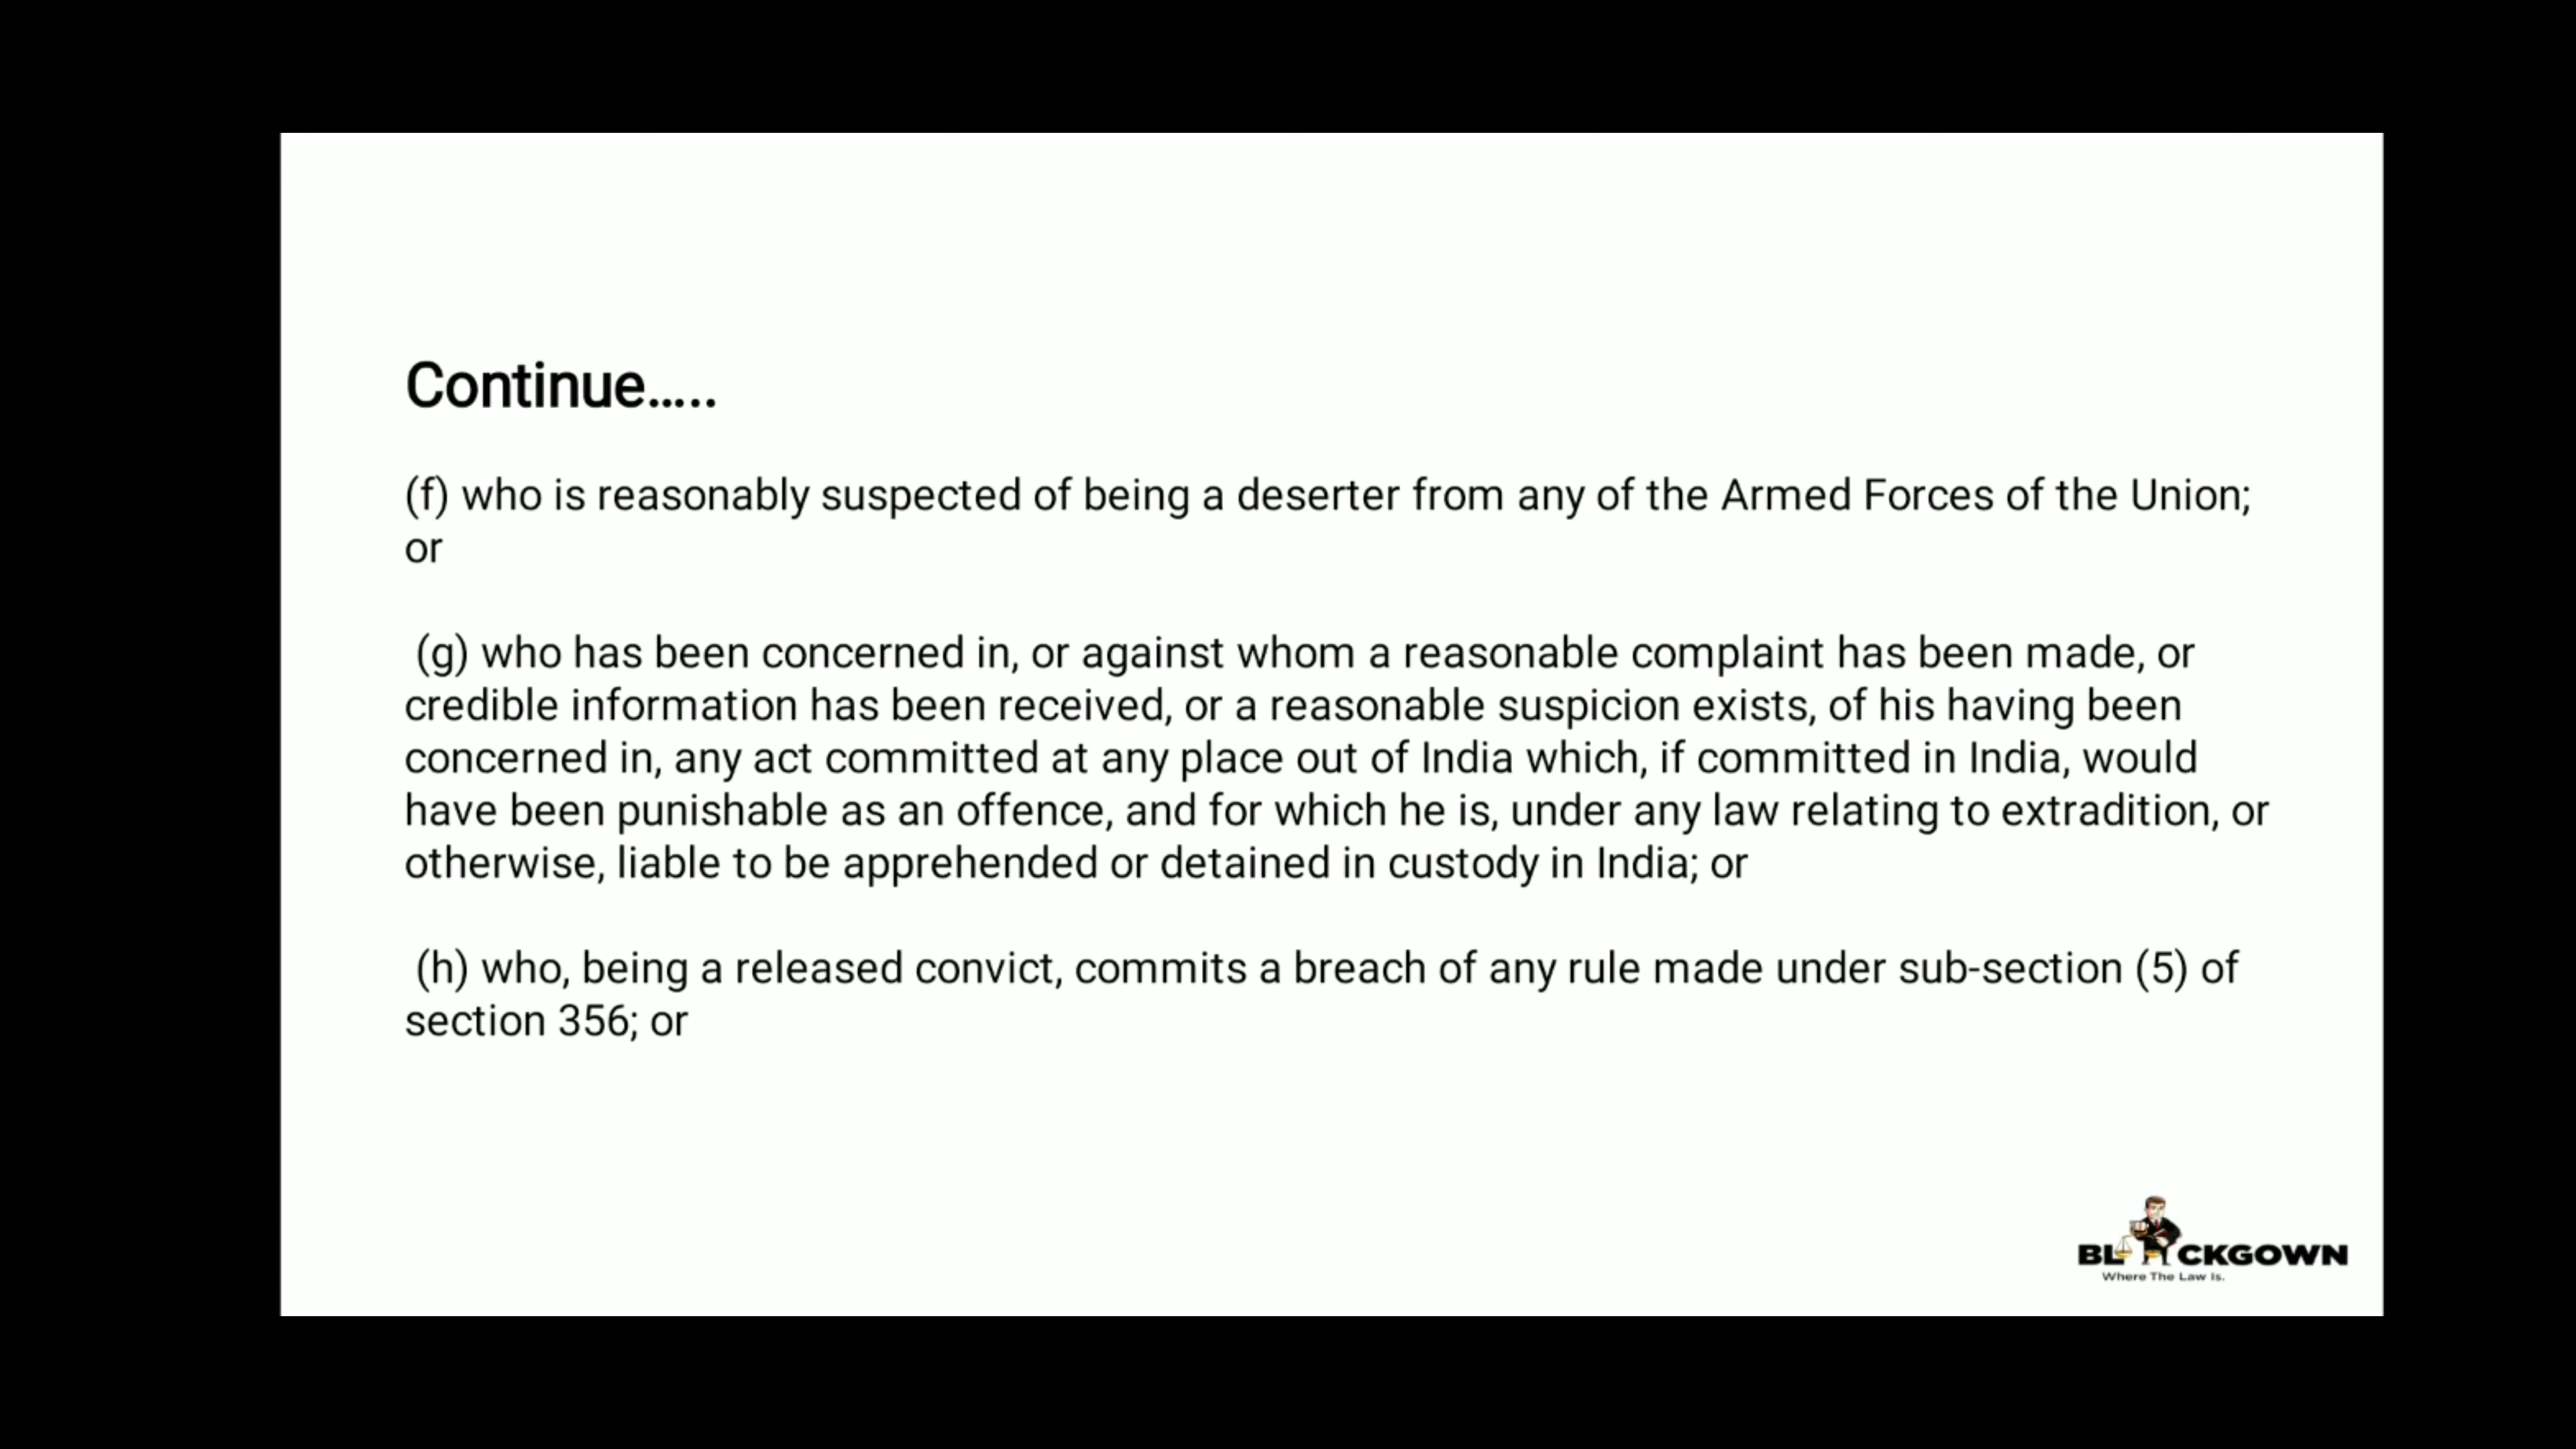 Continue.....
(f) who is reasonably suspected of being a deserter from any of the Armed Forces of the Union;
or
(g) who has been concerned in, or against whom a reasonable complaint has been made, or
credible information has been received, or a reasonable suspicion exists, of his having been
concerned in, any act committed at any place out of India which, if committed in India, would
have been punishable as an offence, and for which he is, under any law relating to extradition, or
otherwise, liable to be apprehended or detained in custody in India; or
(h) who, being a released convict, commits a breach of any rule made under sub-section (5) of
section 356; or
BLACKGOWN
Where The Law Is.